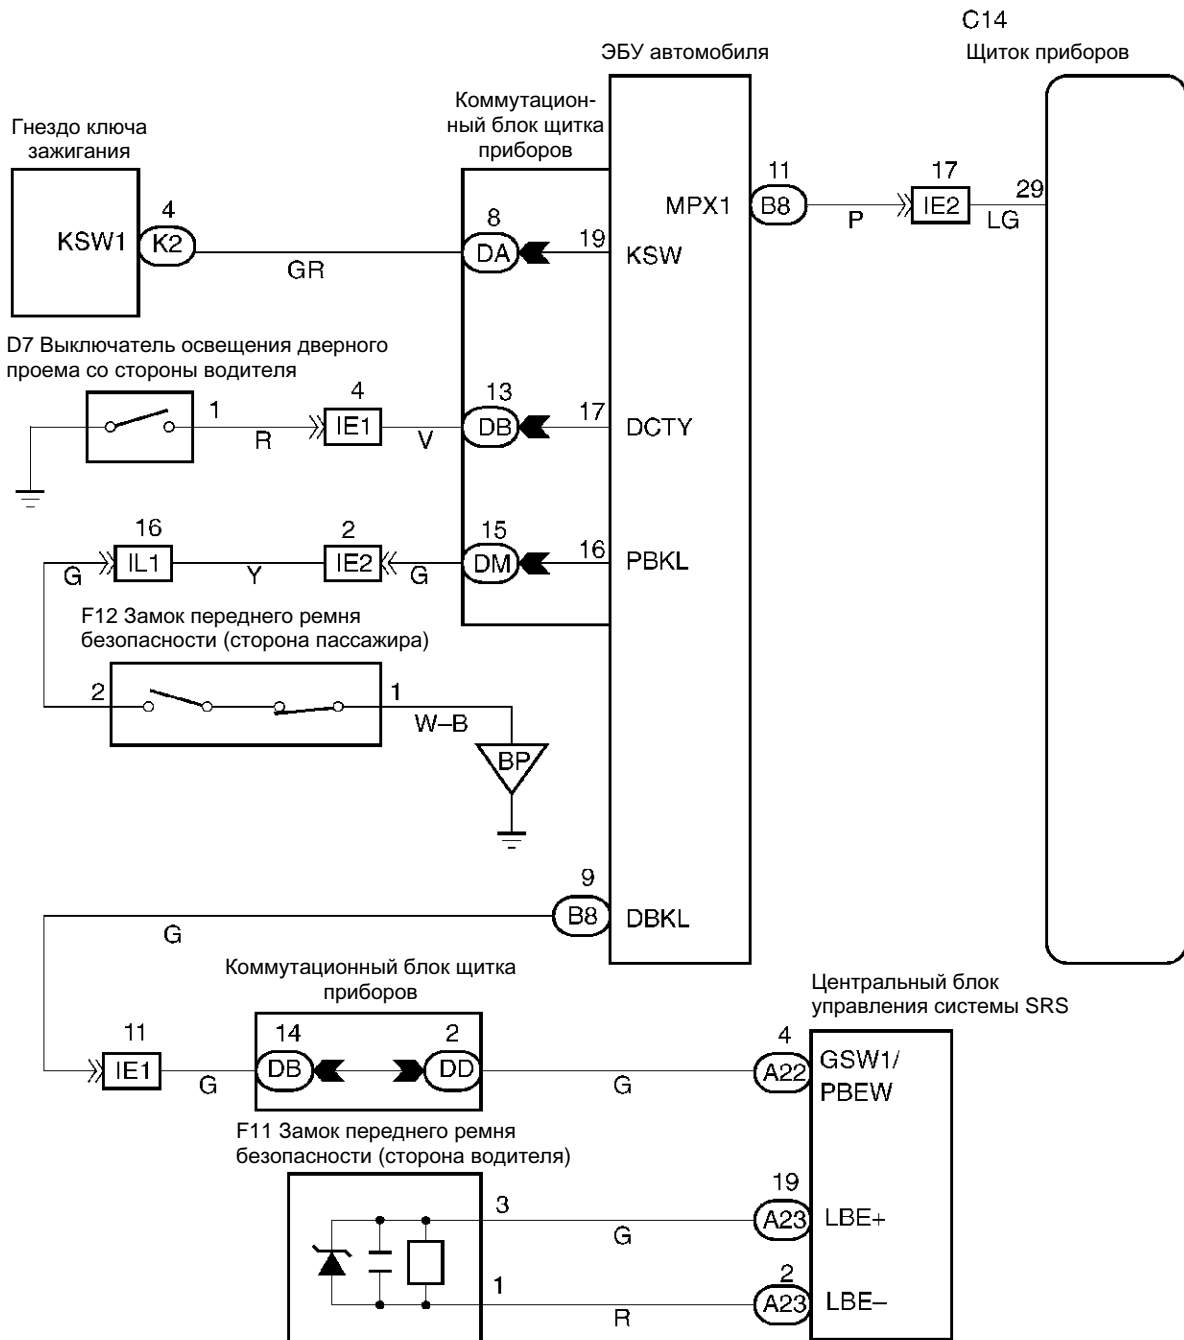 C14
ЭБУ автомобиля
Щиток приборов
Коммутацион-
ный блок щитка
приборов
Гнездо ключа
зажигания
11
17
29
MPX1
B8
P
IE2
LG
4
8
19
KSW1
K2
GR
DA
KSW
D7 Выключатель освещения дверного
проема со стороны водителя
4
13
17
1
R
IE1
V
DB
DCTY
16
2
15
16
G
IL1
Y
IE2
G
DM
PBKL
F12 Замок переднего ремня
безопасности (сторона пассажира)
2
1
W–B
BP
9
B8
DBKL
G
Коммутационный блок щитка
приборов
Центральный блок
управления системы SRS
11
14
2
4
IE1
G
DB
DD
G
A22
GSW1/
PBEW
F11 Замок переднего ремня
безопасности (сторона водителя)
3
19
G
A23
LBE+
1
2
R
A23
LBE–